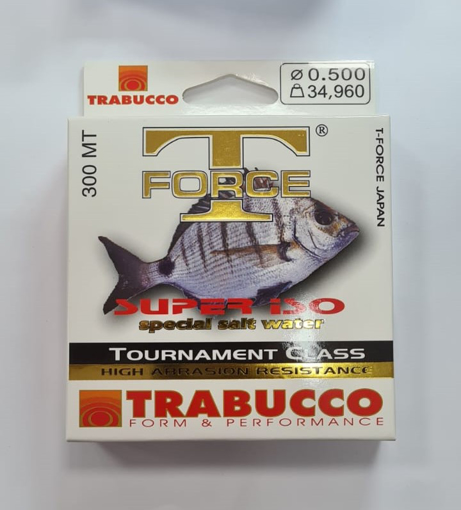 TRABUCCO
Ø 0.500
34,960
300 MT
T
FORCE
®
T-FORCE JAPAN
SUPER ISO
special salt water
TOURNAMENT CLASS
HIGH ABRASION RESISTANCE
TRABUCCO
FORM & PERFORMANCE